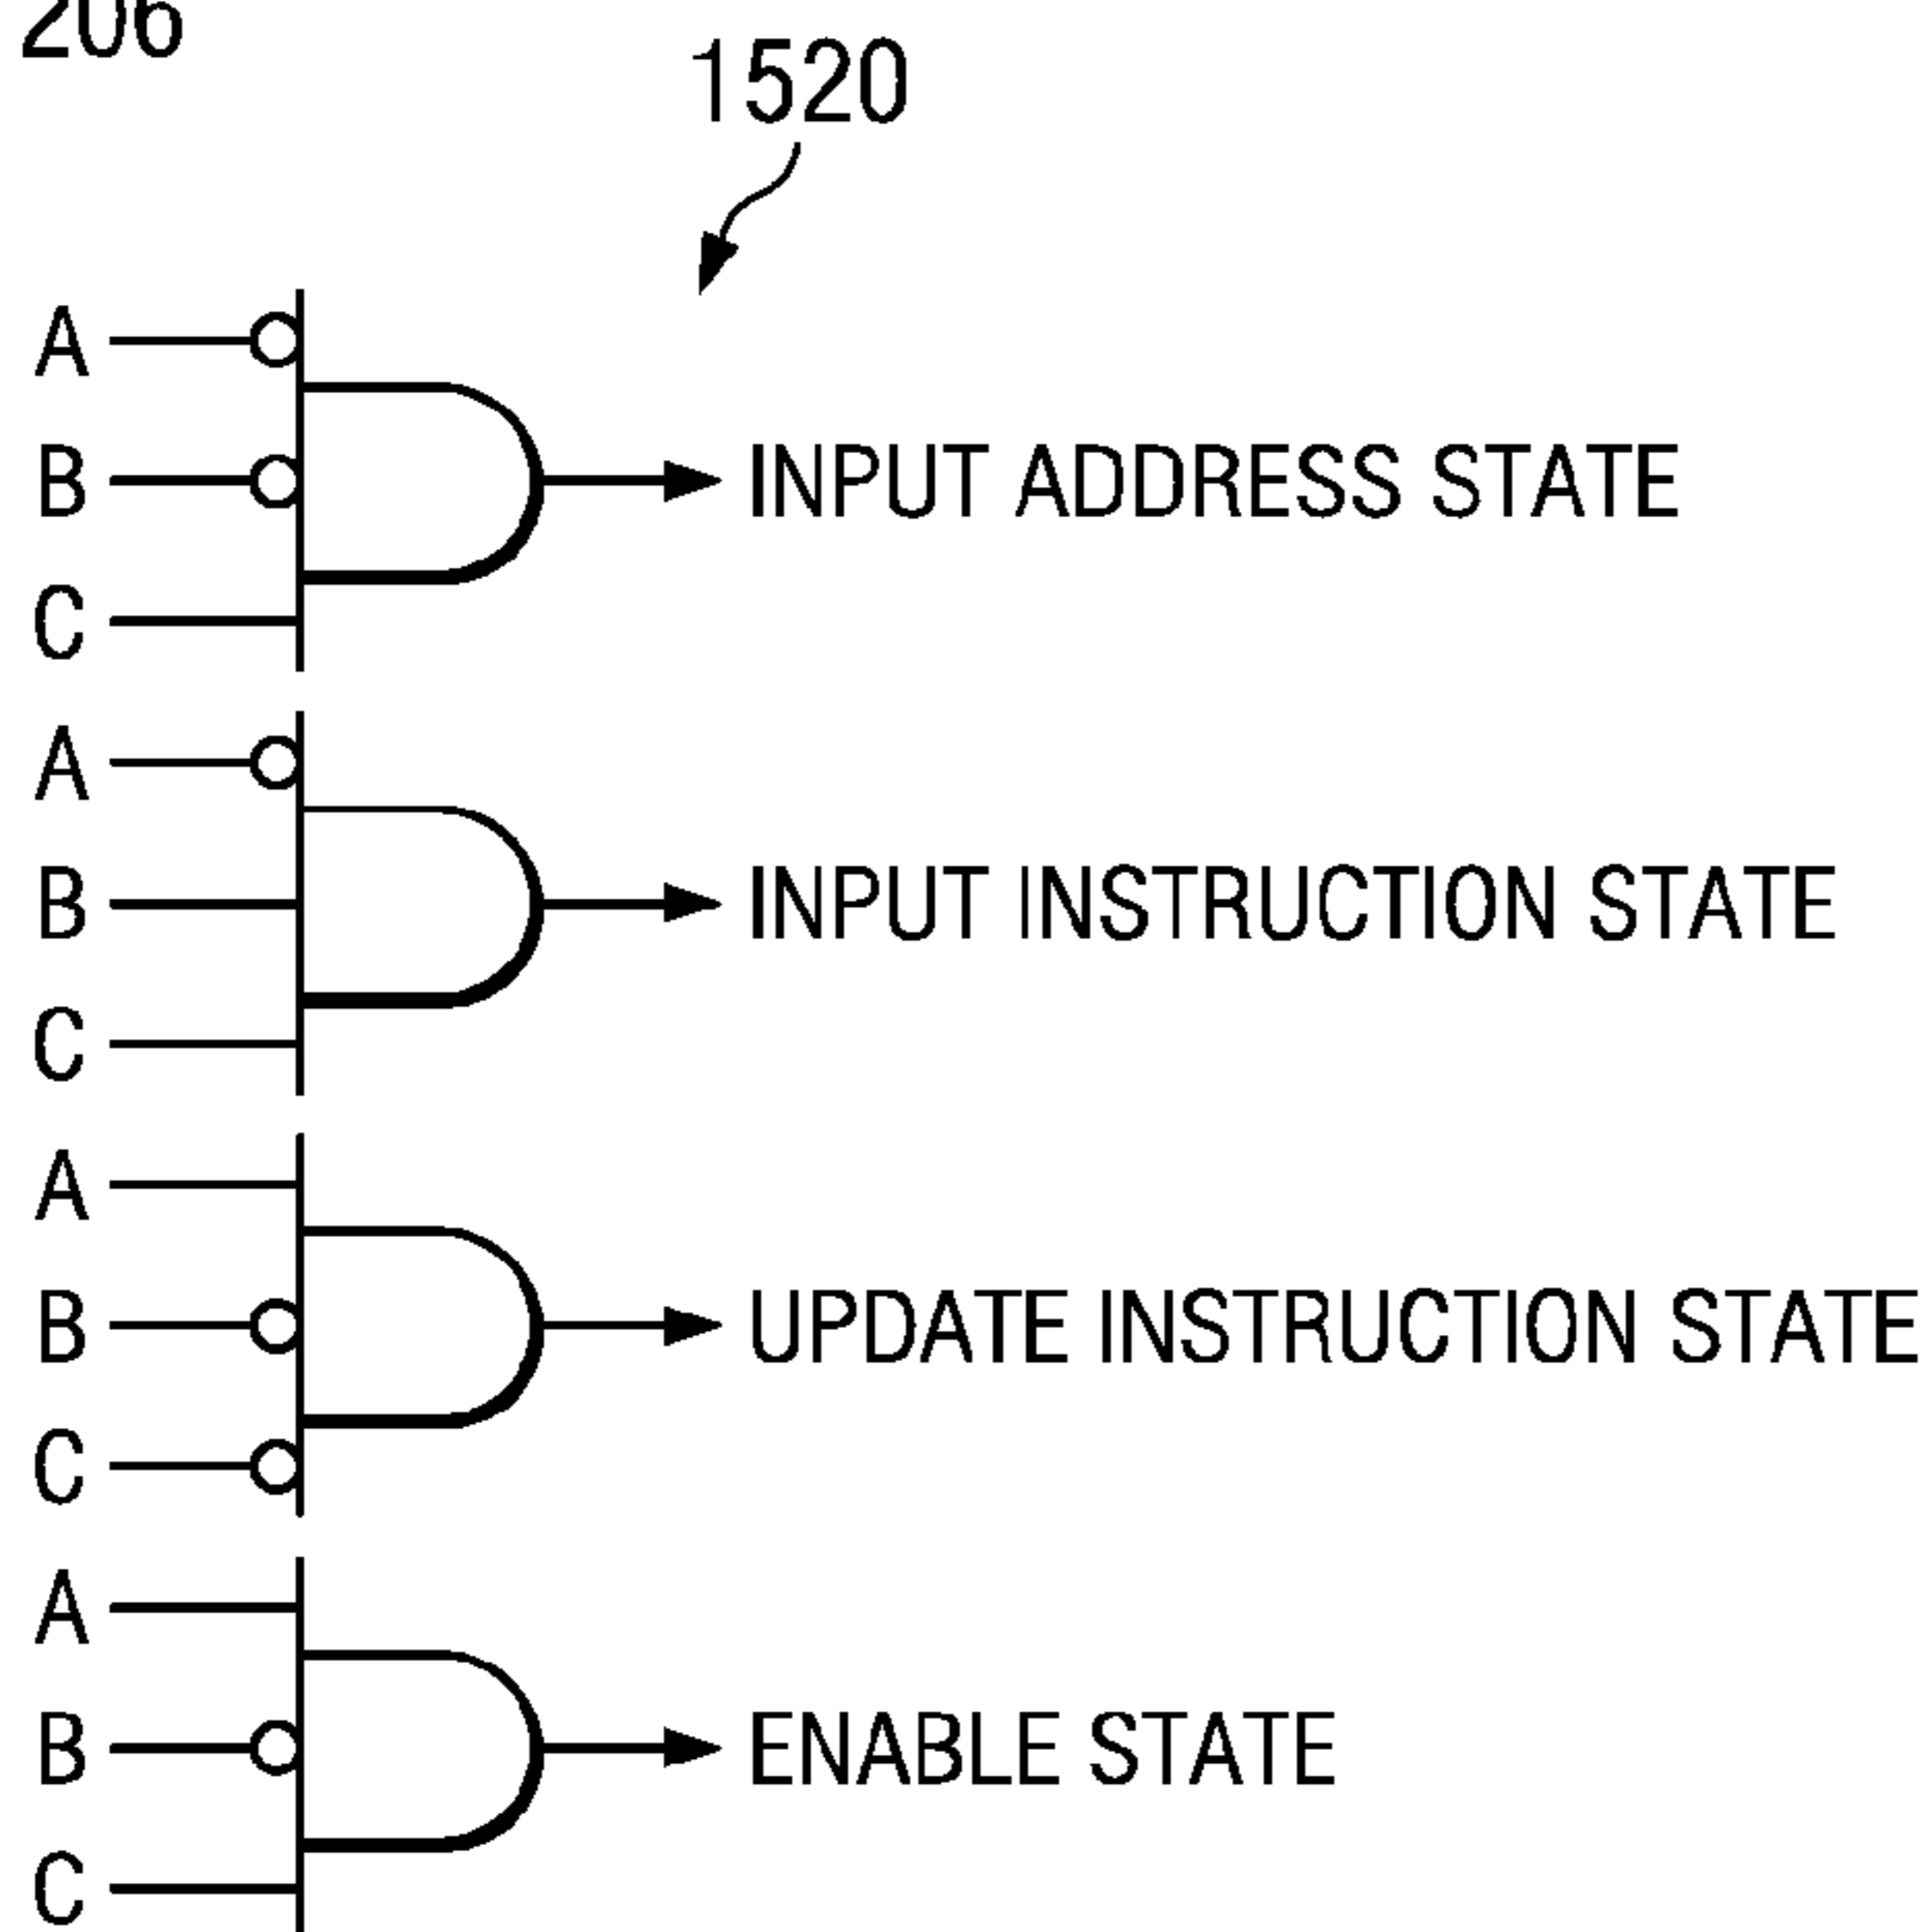 206
1520
A
B INPUT ADDRESS STATE
C
A
B INPUT INSTRUCTION STATE
C
A
B UPDATE INSTRUCTION STATE
C
A
B ENABLE STATE
C